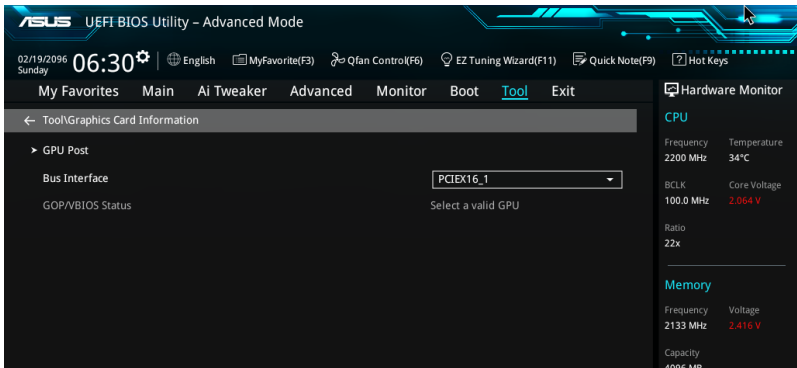 ASUS UEFI BIOS Utility – Advanced Mode
02/19/2096
Sunday
06:30
English
MyFavorite(F3)
Qfan Control(F6)
EZ Tuning Wizard(F11)
Quick Note(F9)
? Hot Keys
My Favorites Main Ai Tweaker Advanced Monitor Boot Tool Exit
Hardware Monitor
← Tool\Graphics Card Information
➤ GPU Post
Bus Interface PCIEX16_1
GOP/VBIOS Status Select a valid GPU
CPU
Frequency Temperature
2200 MHz 34°C
BCLK Core Voltage
100.0 MHz 2.064 V
Ratio
22x
Memory
Frequency Voltage
2133 MHz 2.416 V
Capacity
4096 MB